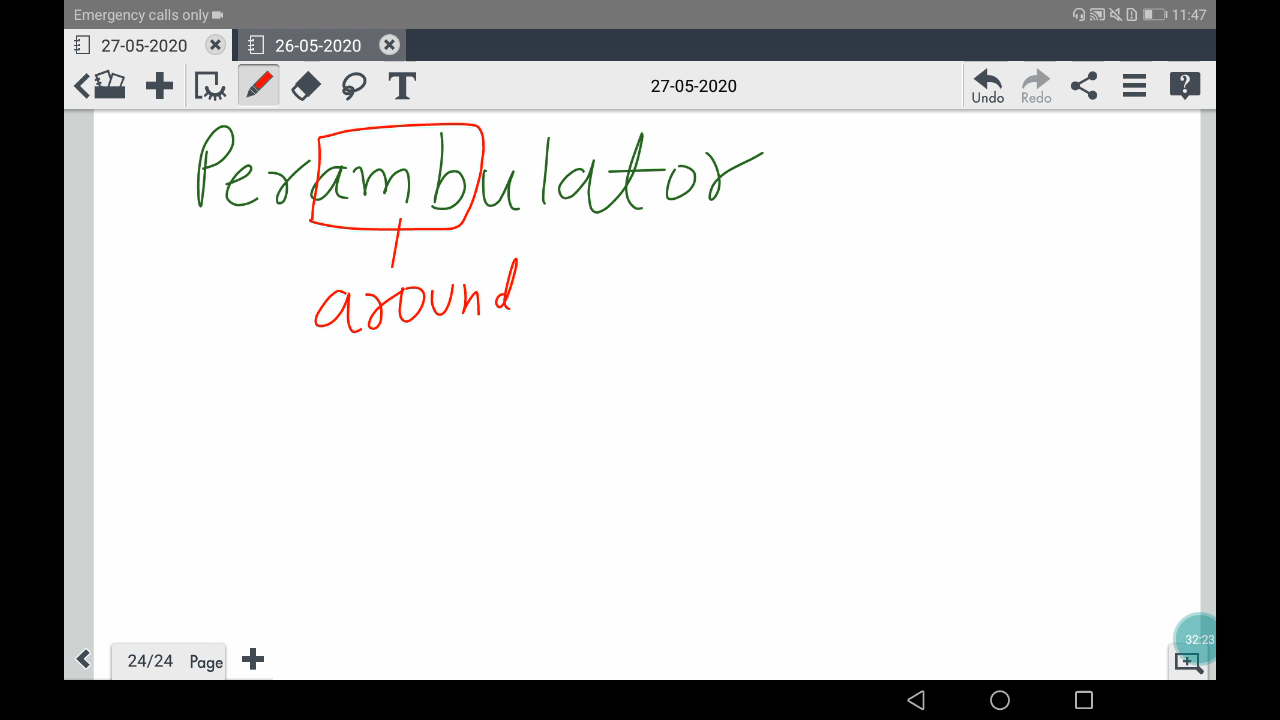 Emergency calls only 11:47
27-05-2020 26-05-2020
T 27-05-2020 Undo Redo ?
Perambulator
around
32:23
24/24 Page